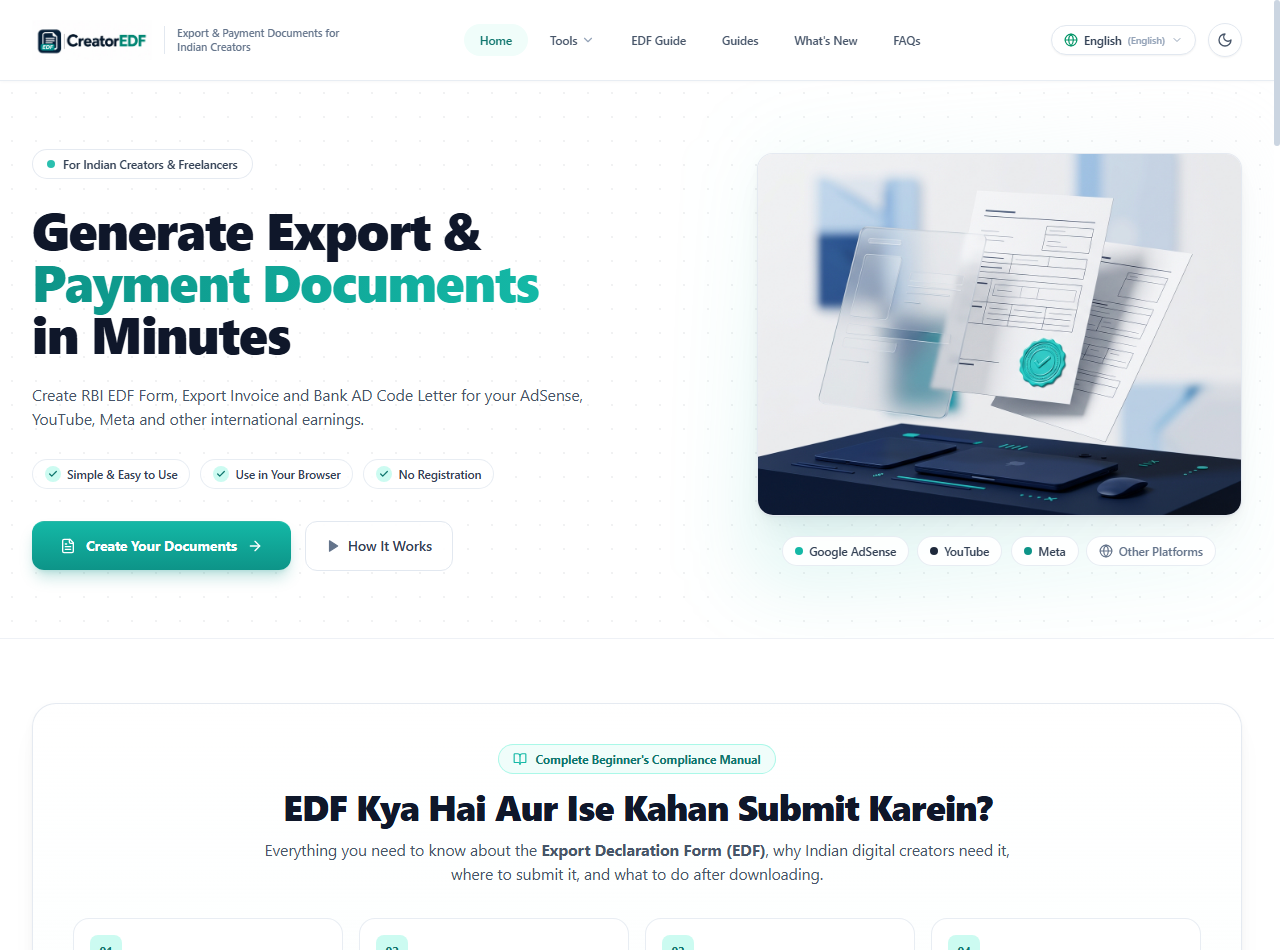 CreatorEDF
Export & Payment Documents for
Indian Creators
Home
Tools
EDF Guide
Guides
What's New
FAQs
English (English)
For Indian Creators & Freelancers
Generate Export &
Payment Documents
in Minutes
Create RBI EDF Form, Export Invoice and Bank AD Code Letter for your AdSense,
YouTube, Meta and other international earnings.
Simple & Easy to Use
Use in Your Browser
No Registration
Create Your Documents
How It Works
Google AdSense
YouTube
Meta
Other Platforms
Complete Beginner's Compliance Manual
EDF Kya Hai Aur Ise Kahan Submit Karein?
Everything you need to know about the Export Declaration Form (EDF), why Indian digital creators need it,
where to submit it, and what to do after downloading.